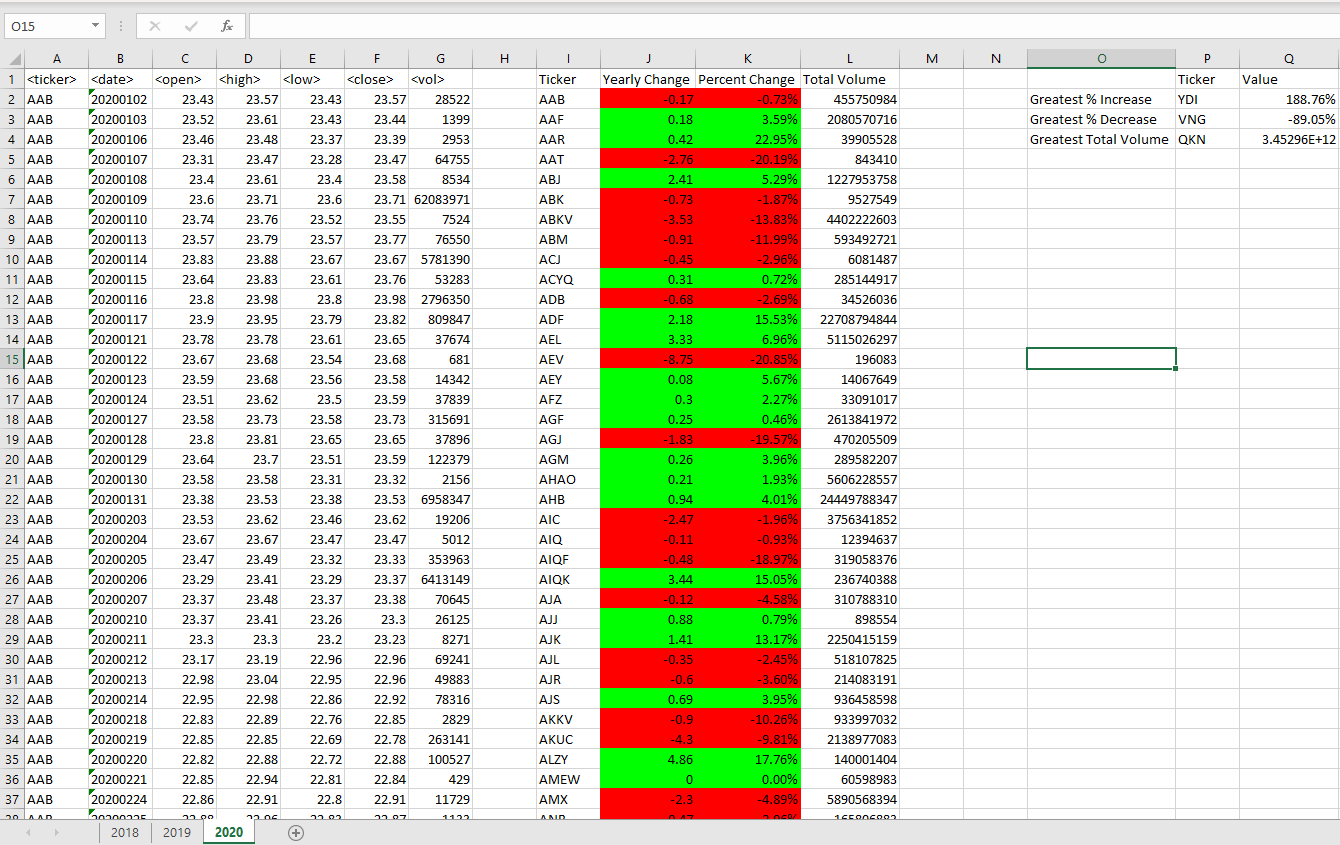 O15 fx
A B C D E F G H I J K L M N O P Q
1 <ticker> <date> <open> <high> <low> <close> <vol> Ticker Yearly Change Percent Change Total Volume Ticker Value
2 AAB 20200102 23.43 23.57 23.43 23.57 28522 AAB -0.17 -0.73% 455750984 Greatest % Increase YDI 188.76%
3 AAB 20200103 23.52 23.61 23.43 23.44 1399 AAF 0.18 3.59% 2080570716 Greatest % Decrease VNG -89.05%
4 AAB 20200106 23.46 23.48 23.37 23.39 2953 AAR 0.42 22.95% 39905528 Greatest Total Volume QKN 3.45296E+12
5 AAB 20200107 23.31 23.47 23.28 23.47 64755 AAT -2.76 -20.19% 843410
6 AAB 20200108 23.4 23.61 23.4 23.58 8534 ABJ 2.41 5.29% 1227953758
7 AAB 20200109 23.6 23.71 23.6 23.71 62083971 ABK -0.73 -1.87% 9527549
8 AAB 20200110 23.74 23.76 23.52 23.55 7524 ABKV -3.53 -13.83% 4402222603
9 AAB 20200113 23.57 23.79 23.57 23.77 76550 ABM -0.91 -11.99% 593492721
10 AAB 20200114 23.83 23.88 23.67 23.67 5781390 ACJ -0.45 -2.96% 6081487
11 AAB 20200115 23.64 23.83 23.61 23.76 53283 ACYQ 0.31 0.72% 285144917
12 AAB 20200116 23.8 23.98 23.8 23.98 2796350 ADB -0.68 -2.69% 34526036
13 AAB 20200117 23.9 23.95 23.79 23.82 809847 ADF 2.18 15.53% 22708794844
14 AAB 20200121 23.78 23.78 23.61 23.65 37674 AEL 3.33 6.96% 5115026297
15 AAB 20200122 23.67 23.68 23.54 23.68 681 AEV -8.75 -20.85% 196083
16 AAB 20200123 23.59 23.68 23.56 23.58 14342 AEY 0.08 5.67% 14067649
17 AAB 20200124 23.51 23.62 23.5 23.59 37839 AFZ 0.3 2.27% 33091017
18 AAB 20200127 23.58 23.73 23.58 23.73 315691 AGF 0.25 0.46% 2613841972
19 AAB 20200128 23.8 23.81 23.65 23.65 37896 AGJ -1.83 -19.57% 470205509
20 AAB 20200129 23.64 23.7 23.51 23.59 122379 AGM 0.26 3.96% 289582207
21 AAB 20200130 23.58 23.58 23.31 23.32 2156 AHAO 0.21 1.93% 5606228557
22 AAB 20200131 23.38 23.53 23.38 23.53 6958347 AHB 0.94 4.01% 24449788347
23 AAB 20200203 23.53 23.62 23.46 23.62 19206 AIC -2.47 -1.96% 3756341852
24 AAB 20200204 23.67 23.67 23.47 23.47 5012 AIQ -0.11 -0.93% 12394637
25 AAB 20200205 23.47 23.49 23.32 23.33 353963 AIQF -0.48 -18.97% 319058376
26 AAB 20200206 23.29 23.41 23.29 23.37 6413149 AIQK 3.44 15.05% 236740388
27 AAB 20200207 23.37 23.48 23.37 23.38 70645 AJA -0.12 -4.58% 310788310
28 AAB 20200210 23.37 23.41 23.26 23.3 26125 AJJ 0.88 0.79% 898554
29 AAB 20200211 23.3 23.3 23.2 23.23 8271 AJK 1.41 13.17% 2250415159
30 AAB 20200212 23.17 23.19 22.96 22.96 69241 AJL -0.35 -2.45% 518107825
31 AAB 20200213 22.98 23.04 22.95 22.96 49883 AJR -0.6 -3.60% 214083191
32 AAB 20200214 22.95 22.98 22.86 22.92 78316 AJS 0.69 3.95% 936458598
33 AAB 20200218 22.83 22.89 22.76 22.85 2829 AKKV -0.9 -10.26% 933997032
34 AAB 20200219 22.85 22.85 22.69 22.78 263141 AKUC -4.3 -9.81% 2138977083
35 AAB 20200220 22.82 22.88 22.72 22.88 100527 ALZY 4.86 17.76% 140001404
36 AAB 20200221 22.85 22.94 22.81 22.84 429 AMEW 0 0.00% 60598983
37 AAB 20200224 22.86 22.91 22.8 22.91 11729 AMX -2.3 -4.89% 5890568394
2018 2019 2020